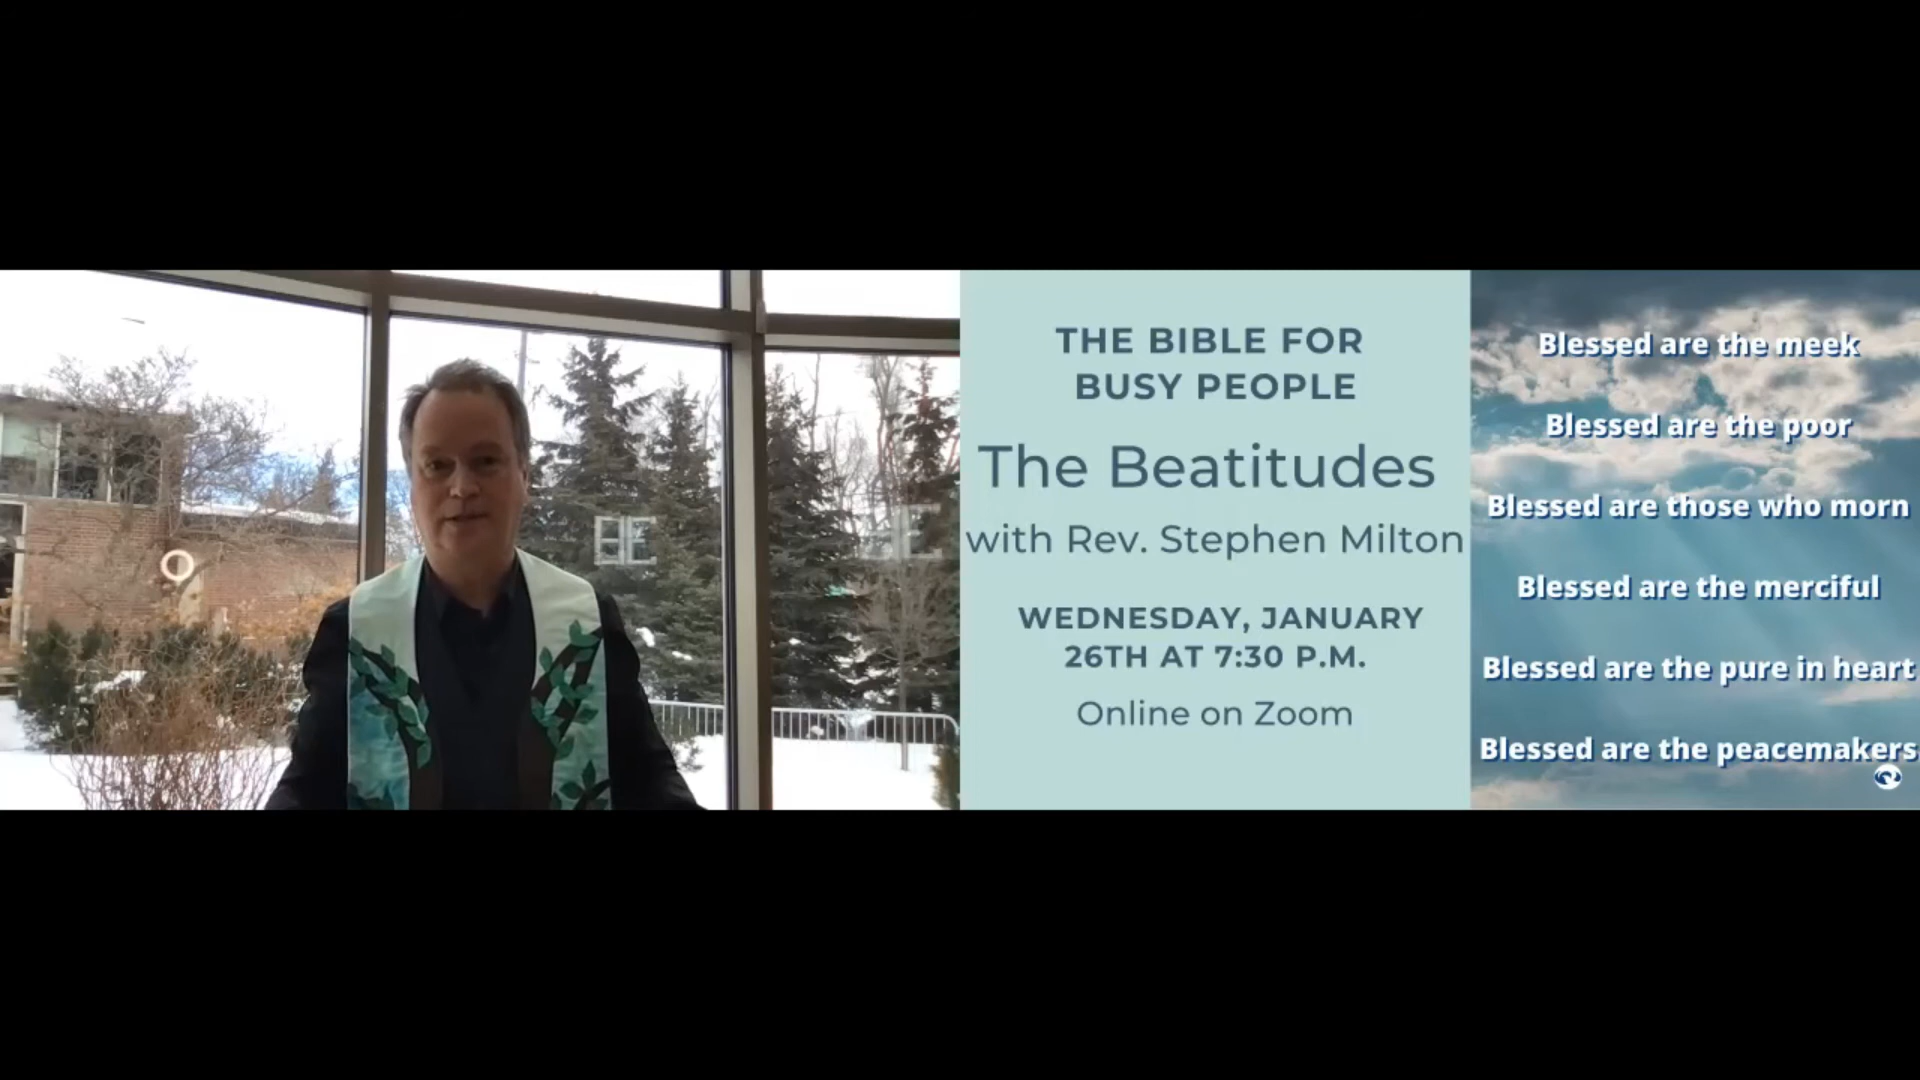 THE BIBLE FOR
BUSY PEOPLE
The Beatitudes
with Rev. Stephen Milton
WEDNESDAY, JANUARY
26TH AT 7:30 P.M.
Online on Zoom
Blessed are the meek
Blessed are the poor
Blessed are those who morn
Blessed are the merciful
Blessed are the pure in heart
Blessed are the peacemakers